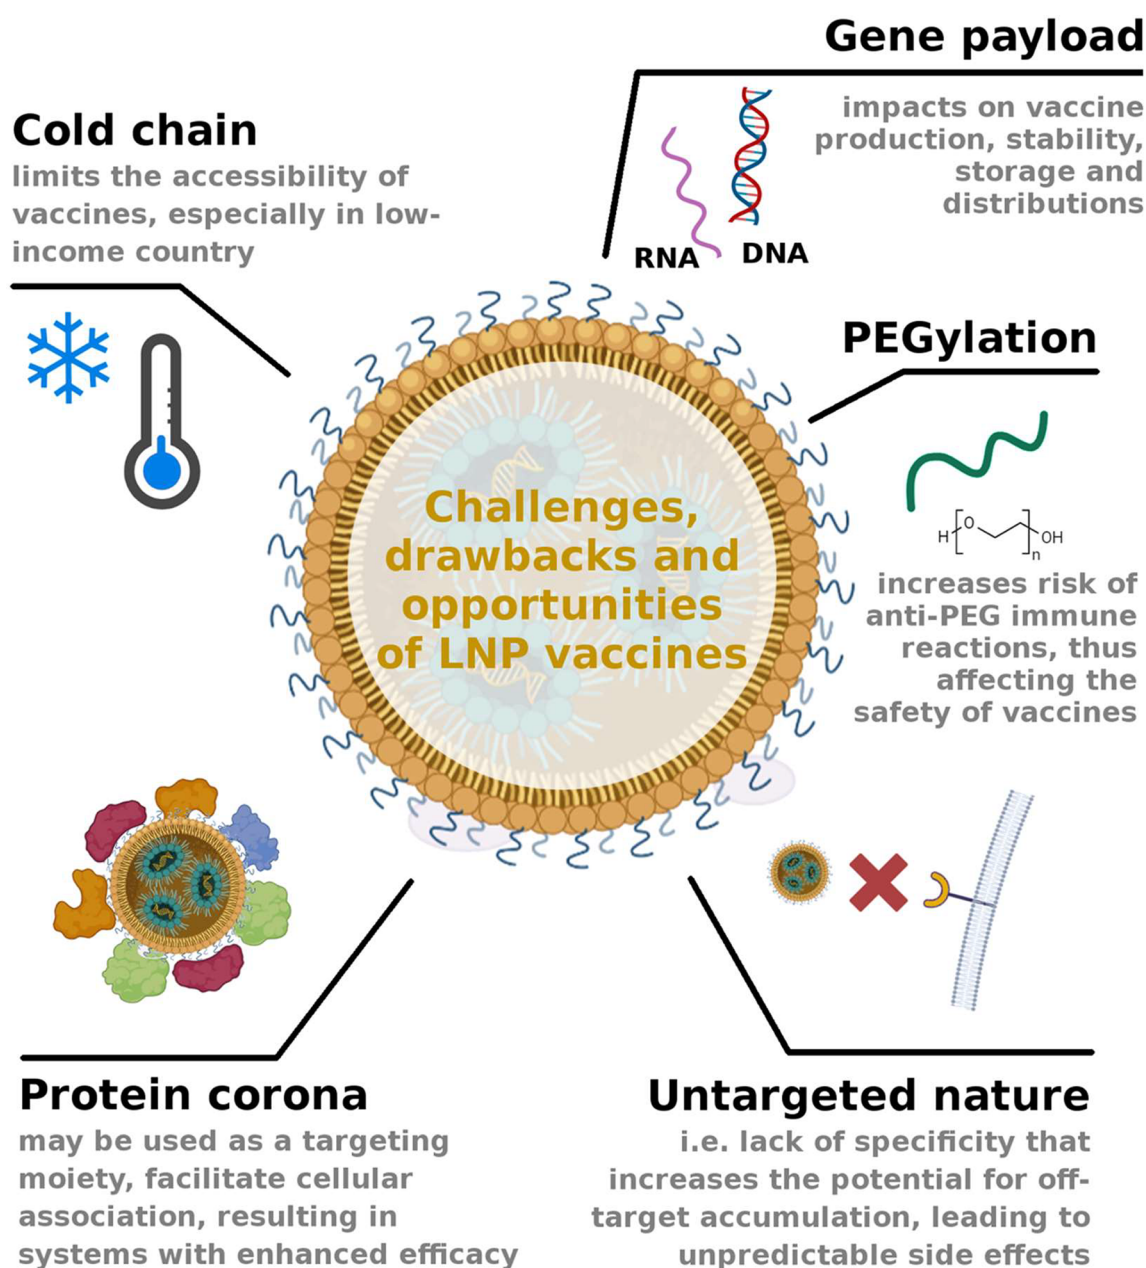 Gene payload
impacts on vaccine
production, stability,
storage and
distributions
RNA
DNA
Cold chain
limits the accessibility of
vaccines, especially in low-
income country
PEGylation
H
O
n
OH
increases risk of
anti-PEG immune
reactions, thus
affecting the
safety of vaccines
Challenges,
drawbacks and
opportunities
of LNP vaccines
Protein corona
may be used as a targeting
moiety, facilitate cellular
association, resulting in
systems with enhanced efficacy
Untargeted nature
i.e. lack of specificity that
increases the potential for off-
target accumulation, leading to
unpredictable side effects